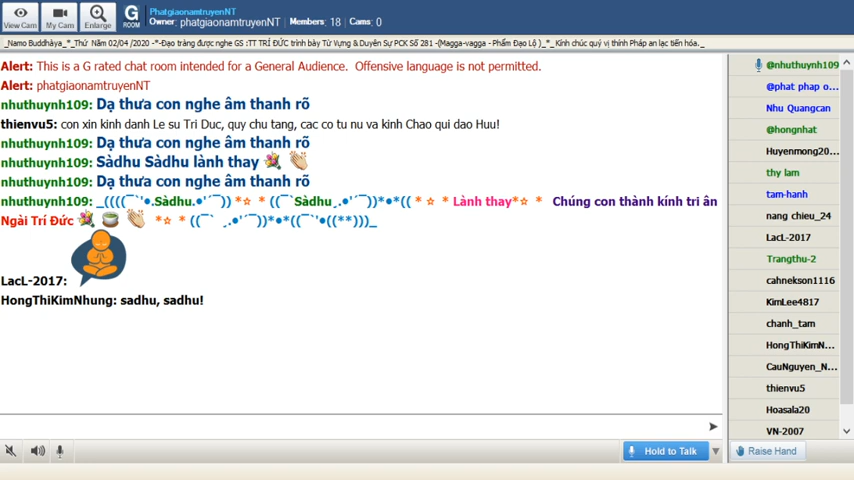 View Cam
My Cam
Enlarge
G
ROOM
PhatgiaonamtruyenNT
Owner: phatgiaonamtruyenNT | Members: 18 | Cams: 0
_Namo Buddhàya_*_Thứ Năm 02/04 /2020 -*-Đạo tràng được nghe GS :TT TRÍ ĐỨC trình bày Tứ Vựng & Duyên Sự PCK Số 281 -(Magga-vagga - Phẩm Đạo Lộ )_*_ Kính chúc quý vị thính Pháp an lạc tiến hóa._
Alert: This is a G rated chat room intended for a General Audience. Offensive language is not permitted.
Alert: phatgiaonamtruyenNT
nhuthuynh109: Dạ thưa con nghe âm thanh rõ
thienvu5: con xin kinh danh Le su Tri Duc, quy chu tang, cac co tu nu va kinh Chao qui dao Huu!
nhuthuynh109: Dạ thưa con nghe âm thanh rõ
nhuthuynh109: Sàdhu Sàdhu lành thay
nhuthuynh109: Dạ thưa con nghe âm thanh rõ
nhuthuynh109: _((((¯`'•.Sàdhu.•'´¯)) *☆ * ((¯`Sàdhu¸.•'´¯))*•*(( * ☆ * * Lành thay*☆ * Chúng con thành kính tri ân
Ngài Trí Đức *☆ * ((¯` ¸.•'´¯))*•*((¯`'•((**)))_
LacL-2017:
HongThiKimNhung: sadhu, sadhu!
@nhuthuynh109
@phat phap o...
Nhu Quangcan
@hongnhat
Huyenmong20...
thy lam
tam-hanh
nang chieu_24
LacL-2017
Trangthu-2
cahnekson1116
KimLee4817
chanh_tam
HongThiKimN...
CauNguyen_N...
thienvu5
Hoasala20
VN-2007
Hold to Talk
Raise Hand